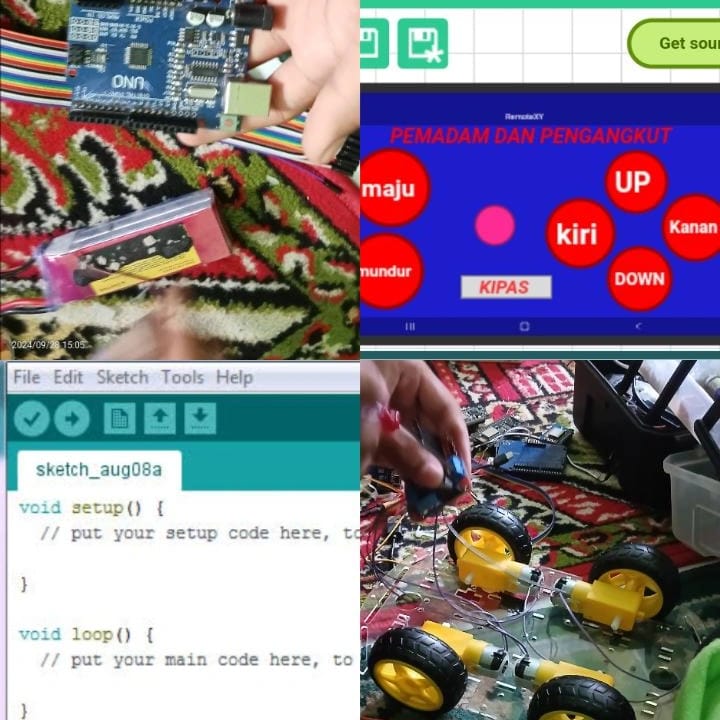 POWER
UNO
2024/09/28 15:05
Get sour
RemoteXY
PEMADAM DAN PENGANGKUT
maju
UP
kiri
Kanan
mundur
DOWN
KIPAS
File Edit Sketch Tools Help
sketch_aug08a
void setup() {
// put your setup code here, to
}
void loop() {
// put your main code here, to
}